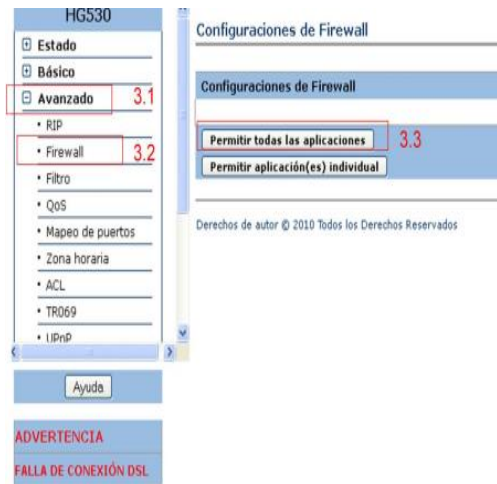 HG530
Estado
Básico
Avanzado 3.1
• RIP
• Firewall 3.2
• Filtro
• QoS
• Mapeo de puertos
• Zona horaria
• ACL
• TR069
• UPnP
Ayuda
ADVERTENCIA
FALLA DE CONEXIÓN DSL
Configuraciones de Firewall
Configuraciones de Firewall
Permitir todas las aplicaciones 3.3
Permitir aplicación(es) individual
Derechos de autor © 2010 Todos los Derechos Reservados